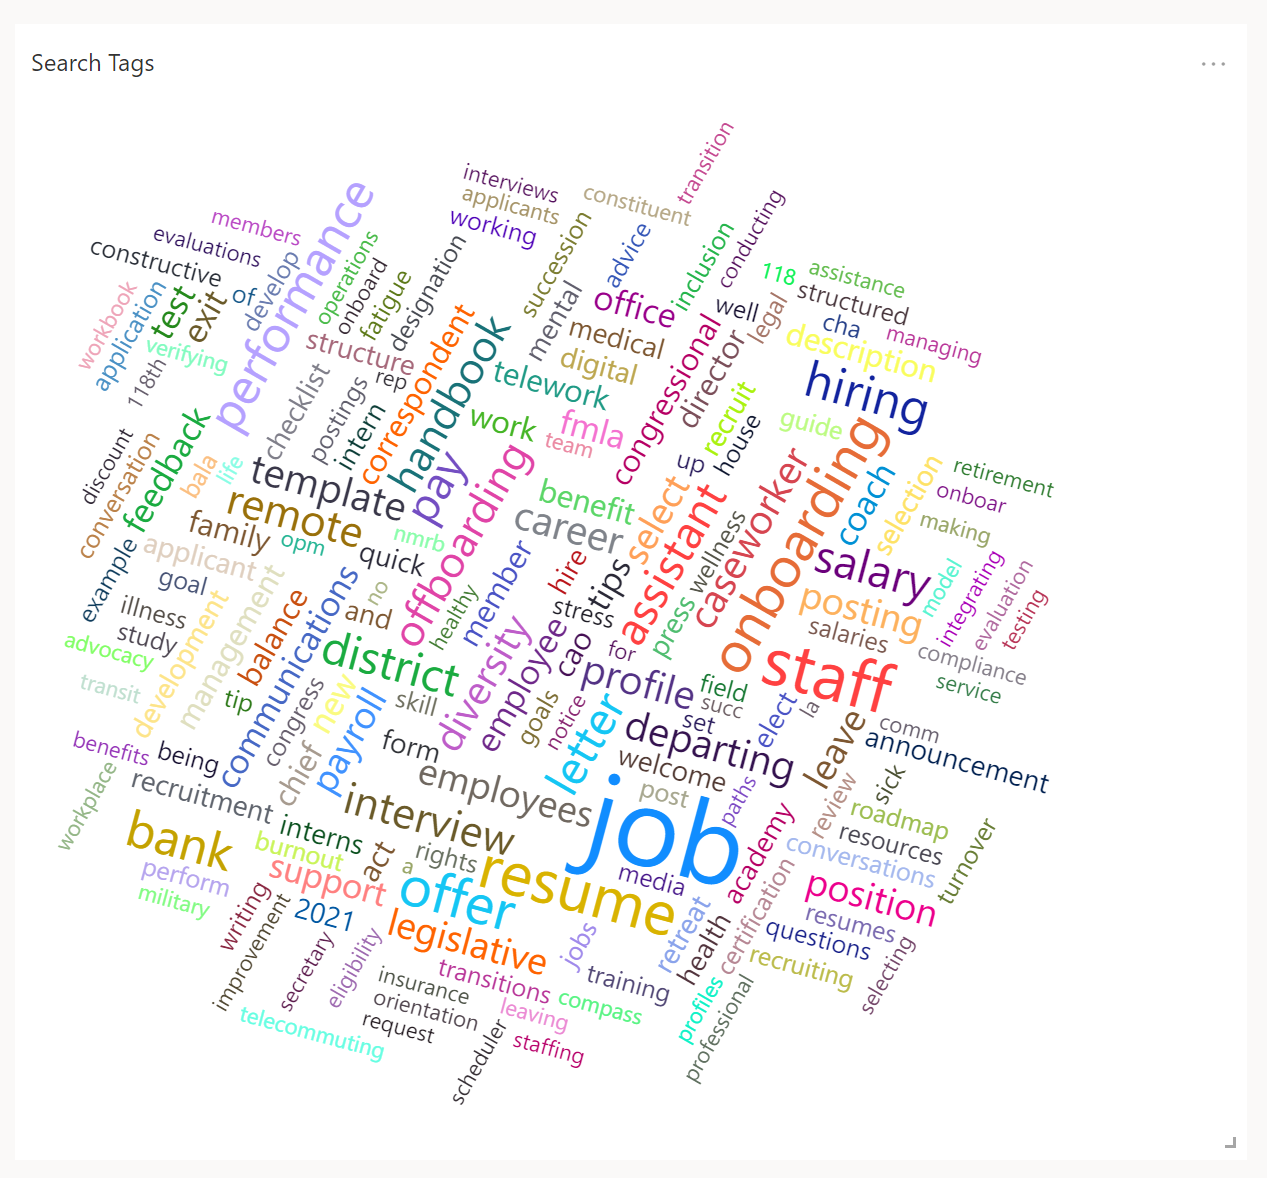 Search Tags
...
transition
interviews
applicants
constituent
working
members
evaluations
constructive
performance
succession
advice
inclusion
conducting
118
assistance
structured
cha
managing
workbook
application
test
exit
of
develop
operations
onboard
fatigue
designation
mental
office
medical
digital
well
legal
description
hiring
verifying
118th
structure
rep
correspondent
handbook
telework
congressional
director
recruit
house
guide
checklist
postings
intern
work
fmla
team
up
discount
conversation
feedback
bala
life
template
remote
pay
offboarding
benefit
career
select
assistant
wellness
caseworker
onboarding
coach
selection
retirement
onboar
making
salary
family
opm
nmrb
quick
applicant
goal
example
illness
study
management
development
balance
communications
no
and
healthy
member
hire
tips
stress
press
posting
salaries
model
integrating
evaluation
testing
compliance
service
advocacy
transit
tip
district
new
congress
payroll
skill
diversity
employee
cao
for
goals
notice
profile
field
succ
set
elect
la
staff
comm
announcement
leave
benefits
being
recruitment
workplace
chief
form
employees
letter
departing
welcome
post
paths
job
academy
review
sick
roadmap
resources
conversations
turnover
bank
perform
military
interns
burnout
support
act
interview
rights
a
resume
offer
legislative
media
retreat
health
certification
position
resumes
questions
recruiting
selecting
writing
improvement
2021
secretary
eligibility
insurance
orientation
request
transitions
jobs
training
compass
leaving
staffing
scheduler
profiles
professional
telecommuting